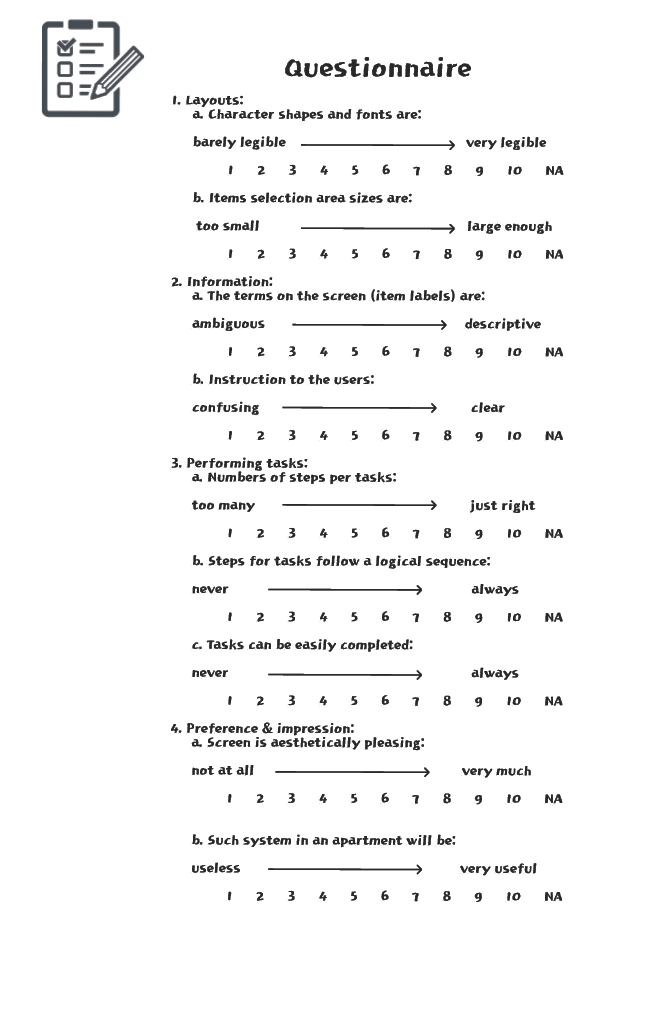 Questionnaire
1. Layouts:
a. Character shapes and fonts are:
barely legible very legible
1 2 3 4 5 6 7 8 9 10 NA
b. Items selection area sizes are:
too small large enough
1 2 3 4 5 6 7 8 9 10 NA
2. Information:
a. The terms on the screen (item labels) are:
ambiguous descriptive
1 2 3 4 5 6 7 8 9 10 NA
b. Instruction to the users:
confusing clear
1 2 3 4 5 6 7 8 9 10 NA
3. Performing tasks:
a. Numbers of steps per tasks:
too many just right
1 2 3 4 5 6 7 8 9 10 NA
b. Steps for tasks follow a logical sequence:
never always
1 2 3 4 5 6 7 8 9 10 NA
c. Tasks can be easily completed:
never always
1 2 3 4 5 6 7 8 9 10 NA
4. Preference & impression:
a. Screen is aesthetically pleasing:
not at all very much
1 2 3 4 5 6 7 8 9 10 NA
b. Such system in an apartment will be:
useless very useful
1 2 3 4 5 6 7 8 9 10 NA